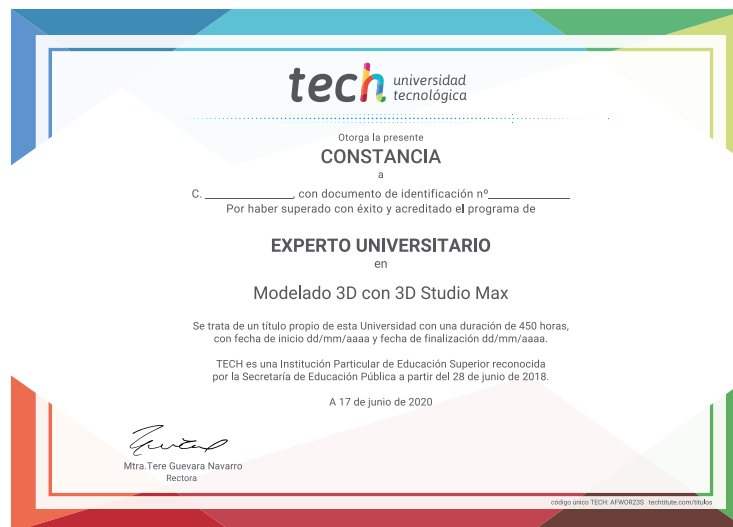 tech universidad
tecnológica
Otorga la presente
CONSTANCIA
a
C. ______________, con documento de identificación nº______________
Por haber superado con éxito y acreditado el programa de
EXPERTO UNIVERSITARIO
en
Modelado 3D con 3D Studio Max
Se trata de un título propio de esta Universidad con una duración de 450 horas,
con fecha de inicio dd/mm/aaaa y fecha de finalización dd/mm/aaaa.
TECH es una Institución Particular de Educación Superior reconocida
por la Secretaría de Educación Pública a partir del 28 de junio de 2018.
A 17 de junio de 2020
Mtra.Tere Guevara Navarro
Rectora
código único TECH: AFWOR23S techtitute.com/titulos